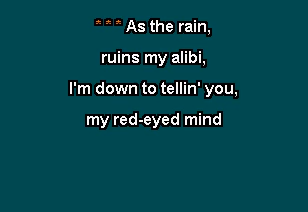 " " " As the rain,
ruins my alibi,
I'm down to tellin' you,
my red-eyed mind